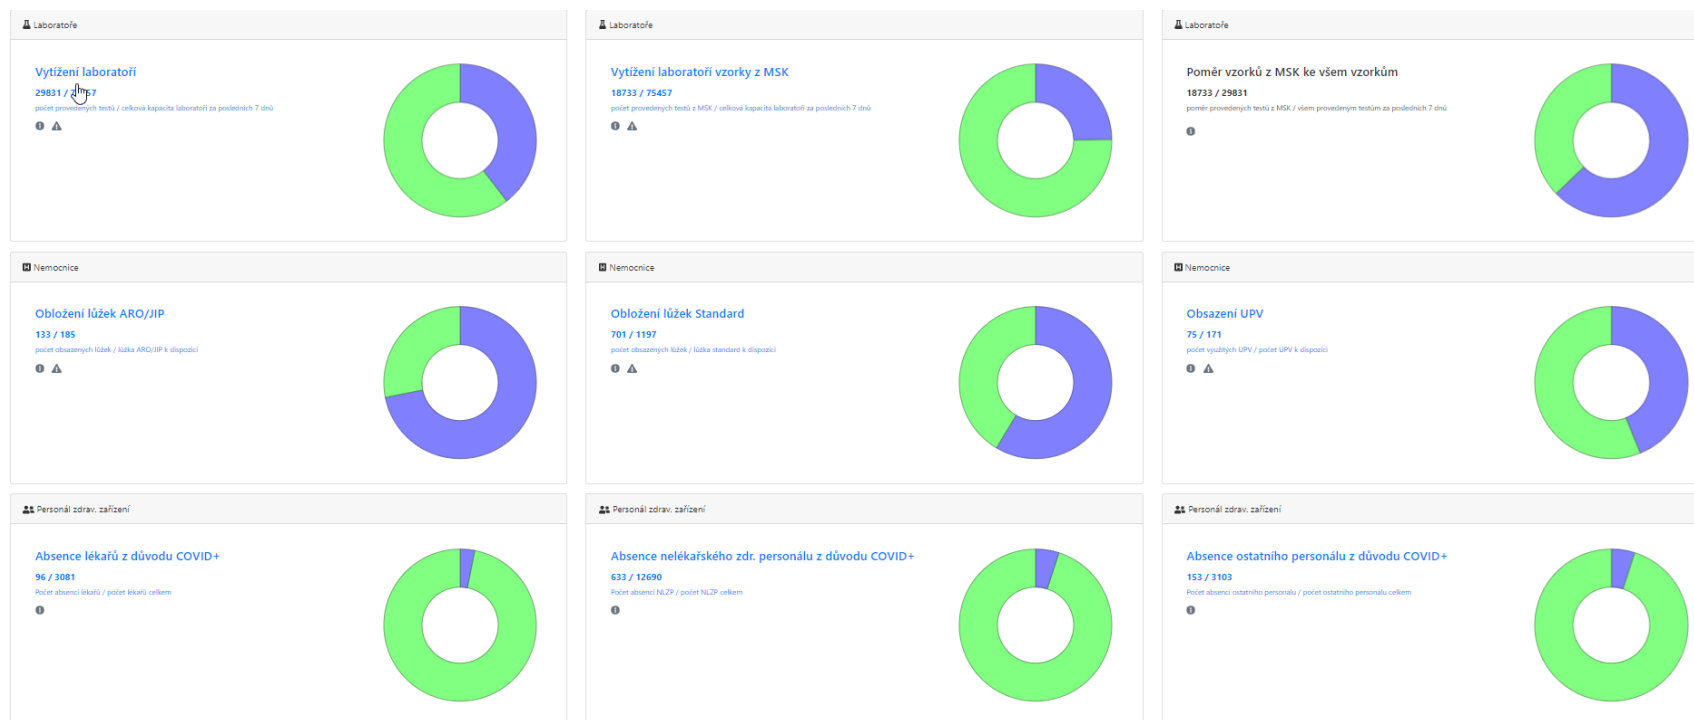 Laboratoře
Vytížení laboratoří
29831 /
počet provedených testů / celková kapacita laboratoří za posledních 7 dnů
Laboratoře
Vytížení laboratoří vzorky z MSK
18733 / 75457
počet provedených testů z MSK / celková kapacita laboratoří za posledních 7 dnů
Laboratoře
Poměr vzorků z MSK ke všem vzorkům
18733 / 29831
poměr provedených testů z MSK / všem provedeným testům za posledních 7 dnů
Nemocnice
Obložení lůžek ARO/JIP
133 / 185
počet obsazených lůžek / lůžka ARO/JIP k dispozici
Nemocnice
Obložení lůžek Standard
701 / 1197
počet obsazených lůžek / lůžka standard k dispozici
Nemocnice
Obsazení UPV
75 / 171
počet využitých UPV / počet UPV k dispozici
Personál zdrav. zařízení
Absence lékařů z důvodu COVID+
96 / 3081
Počet absencí lékařů / počet lékařů celkem
Personál zdrav. zařízení
Absence nelékařského zdr. personálu z důvodu COVID+
633 / 12690
Počet absencí NLZP / počet NLZP celkem
Personál zdrav. zařízení
Absence ostatního personálu z důvodu COVID+
153 / 3103
Počet absencí ostatního personálu / počet ostatního personálu celkem